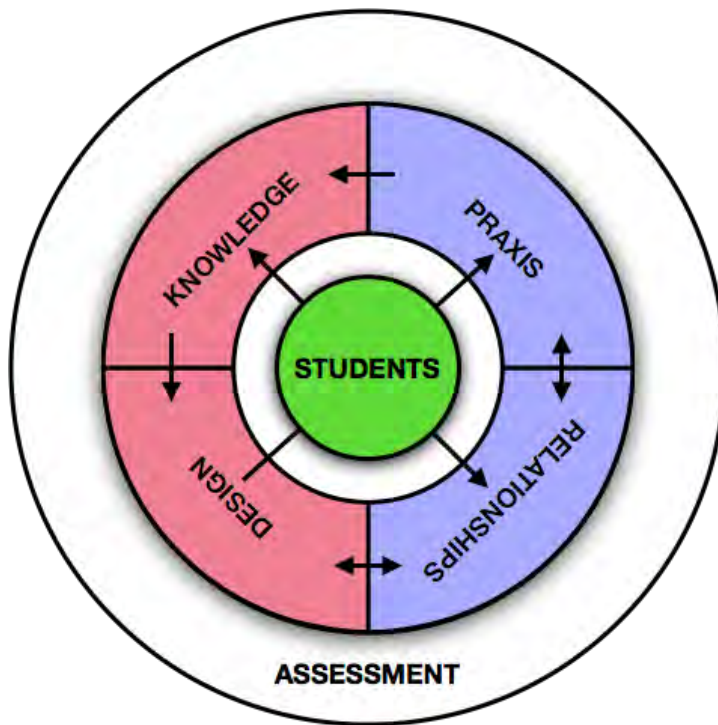 KNOWLEDGE
PRAXIS
STUDENTS
DESIGN
RELATIONSHIPS
ASSESSMENT